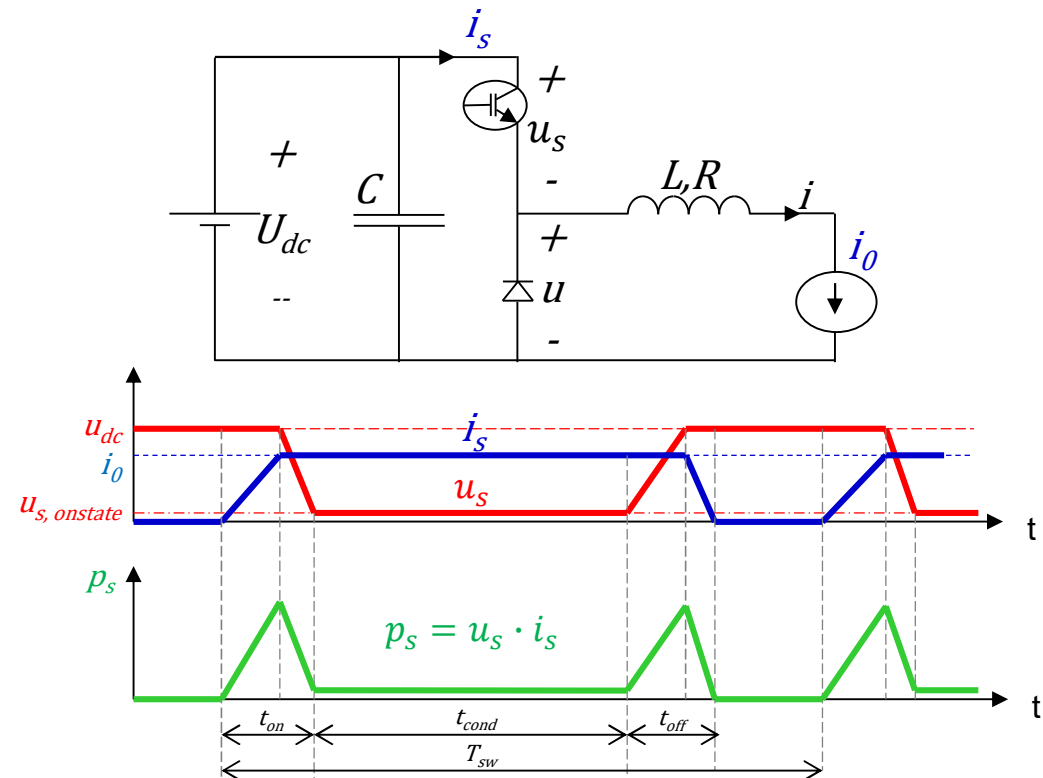 i_s
+
u_s
-
+
U_dc
--
C
L,R
i
+
u
-
i_0
u_dc
i_0
u_s, onstate
i_s
u_s
t
p_s
p_s = u_s · i_s
t
t_on
t_cond
t_off
T_sw